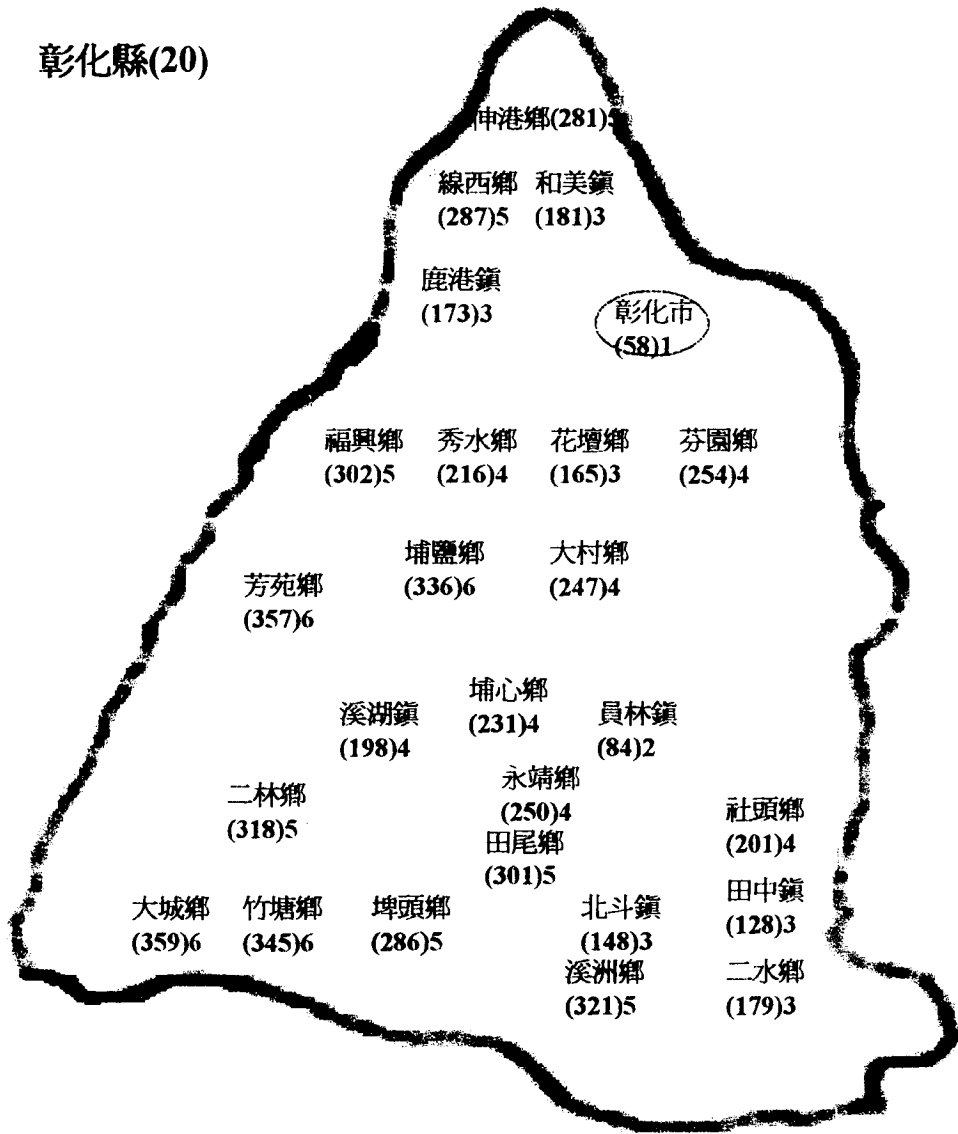 彰化縣(20)
伸港鄉(281)5
線西鄉
(287)5
和美鎮
(181)3
鹿港鎮
(173)3
彰化市
(58)1
福興鄉
(302)5
秀水鄉
(216)4
花壇鄉
(165)3
芬園鄉
(254)4
埔鹽鄉
(336)6
大村鄉
(247)4
芳苑鄉
(357)6
埔心鄉
(231)4
溪湖鎮
(198)4
員林鎮
(84)2
永靖鄉
(250)4
二林鄉
(318)5
社頭鄉
(201)4
田尾鄉
(301)5
田中鎮
(128)3
大城鄉
(359)6
竹塘鄉
(345)6
埤頭鄉
(286)5
北斗鎮
(148)3
溪洲鄉
(321)5
二水鄉
(179)3